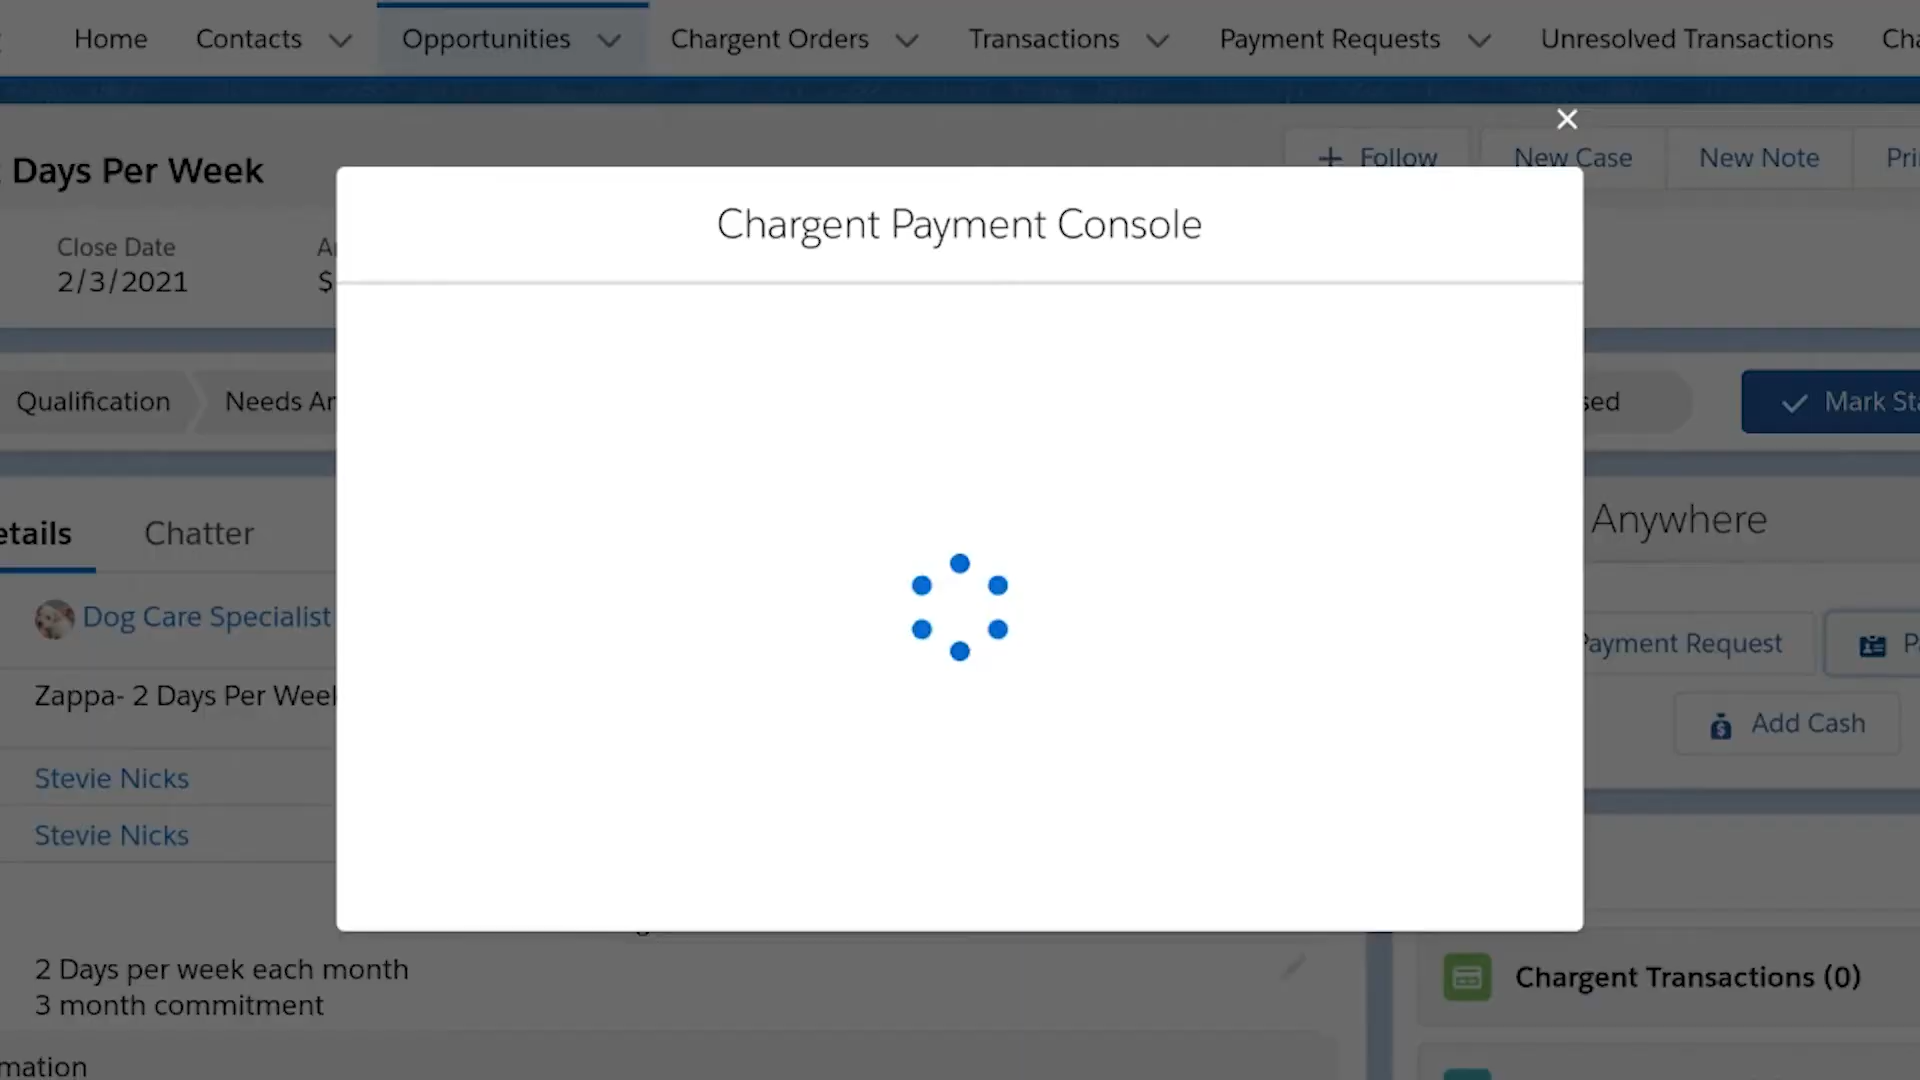 Home Contacts Opportunities Chargent Orders Transactions Payment Requests Unresolved Transactions
Days Per Week
Follow New Case New Note
Close Date
2/3/2021
$
Chargent Payment Console
Qualification Needs
Mark
Chatter
Anywhere
Dog Care Specialist
Payment Request
Zappa- 2 Days Per Week
Add Cash
Stevie Nicks
Stevie Nicks
2 Days per week each month
3 month commitment
Chargent Transactions (0)